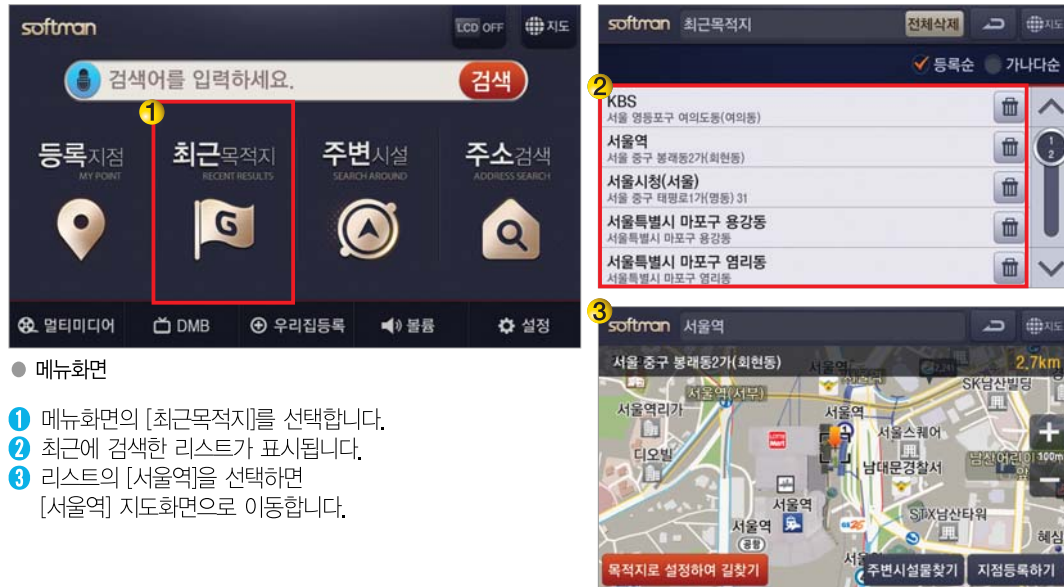 softman
LCD OFF
지도
검색어를 입력하세요.
검색
1
등록지점
MY POINT
최근목적지
RECENT RESULTS
주변시설
SEARCH AROUND
주소검색
ADDRESS SEARCH
G
멀티미디어
DMB
우리집등록
볼륨
설정
● 메뉴화면
1 메뉴화면의 [최근목적지]를 선택합니다.
2 최근에 검색한 리스트가 표시됩니다.
3 리스트의 [서울역]을 선택하면
[서울역] 지도화면으로 이동합니다.
softman 최근목적지
전체삭제
지도
등록순
가나다순
2
KBS
서울 영등포구 여의도동(여의동)
서울역
서울 중구 봉래동2가(회현동)
서울시청(서울)
서울 중구 태평로1가(명동) 31
서울특별시 마포구 용강동
서울특별시 마포구 용강동
서울특별시 마포구 염리동
서울특별시 마포구 염리동
1
2
3
softman 서울역
지도
서울 중구 봉래동2가(회현동)
2.7km
SK남산빌딩
서울역(서부)
서울역리가
서울역
1
서울스퀘어
LOTTE
Mart
디오빌
남대문경찰서
100m
서울역
STX남산타워
서울역
GS25
(공항)
혜심
목적지로 설정하여 길찾기
주변시설물찾기
지점등록하기